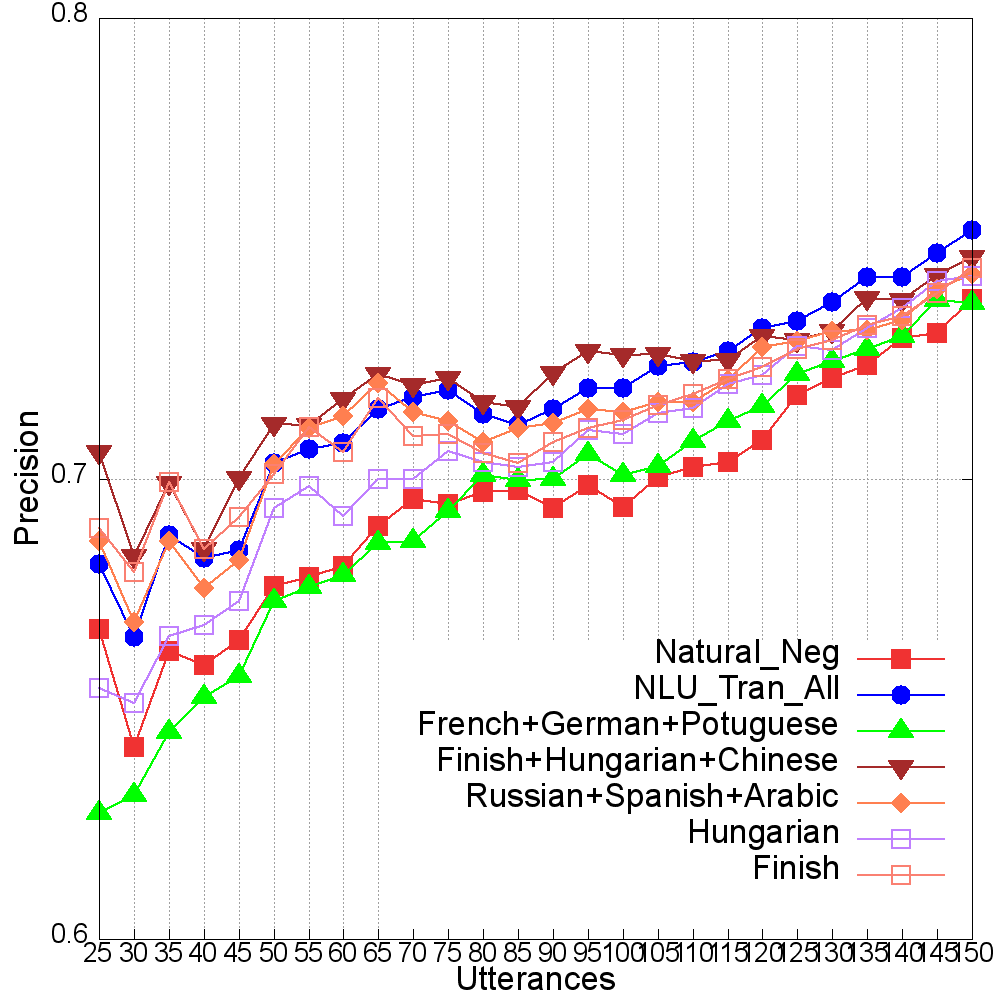 0.8
Precision
0.7
Natural_Neg
NLU_Tran_All
French+German+Potuguese
Finish+Hungarian+Chinese
Russian+Spanish+Arabic
Hungarian
Finish
0.6
25 30 35 40 45 50 55 60 65 70 75 80 85 90 95 100 105 110 115 120 125 130 135 140 145 150
Utterances